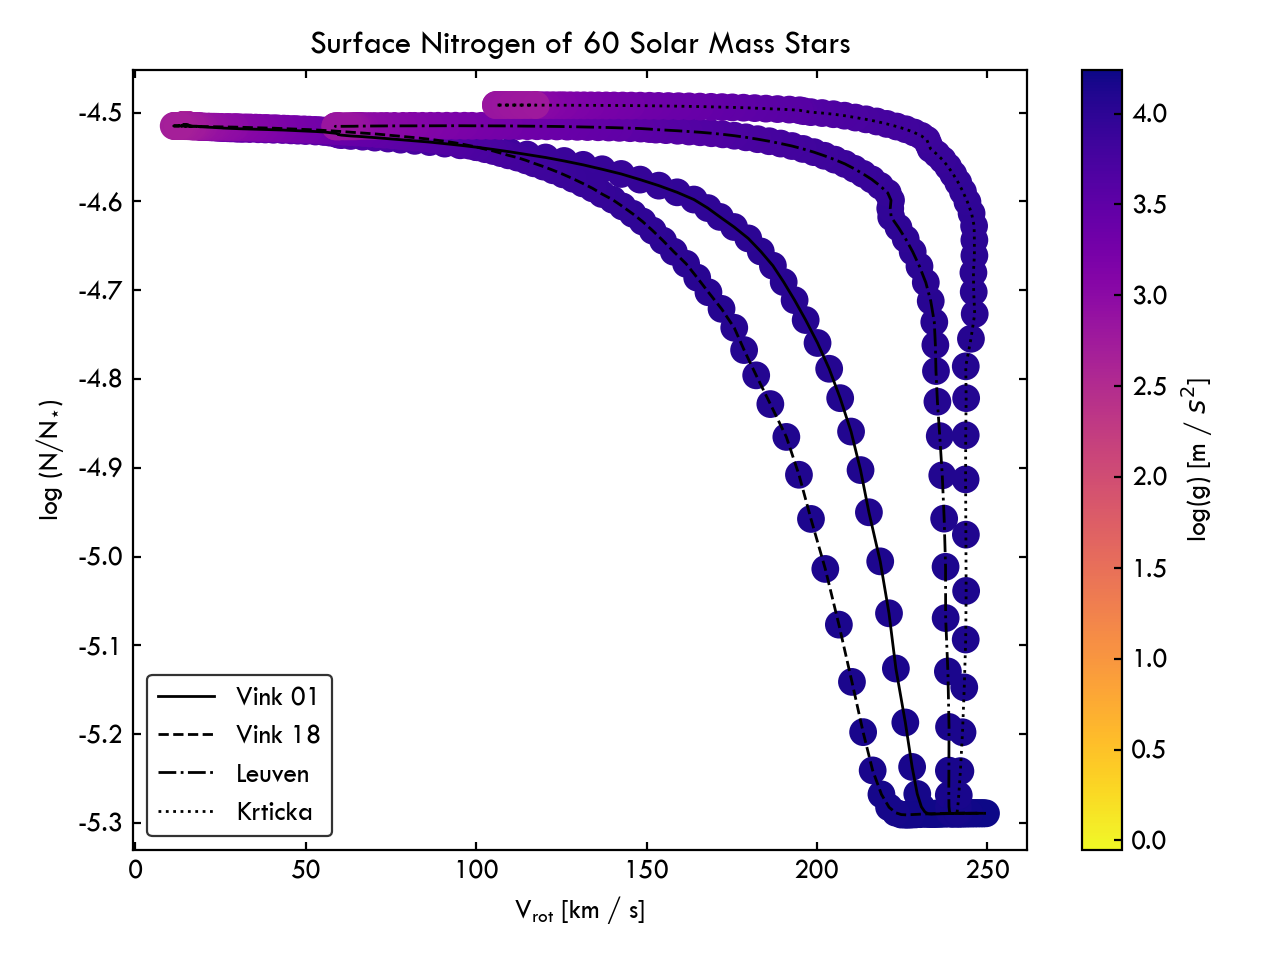 Surface Nitrogen of 60 Solar Mass Stars
-4.5
-4.6
-4.7
-4.8
-4.9
-5.0
-5.1
-5.2
-5.3
log (N/N⋆)
Vink 01
Vink 18
Leuven
Krticka
0 50 100 150 200 250
V_rot [km / s]
4.0
3.5
3.0
2.5
2.0
1.5
1.0
0.5
0.0
log(g) [m / s²]